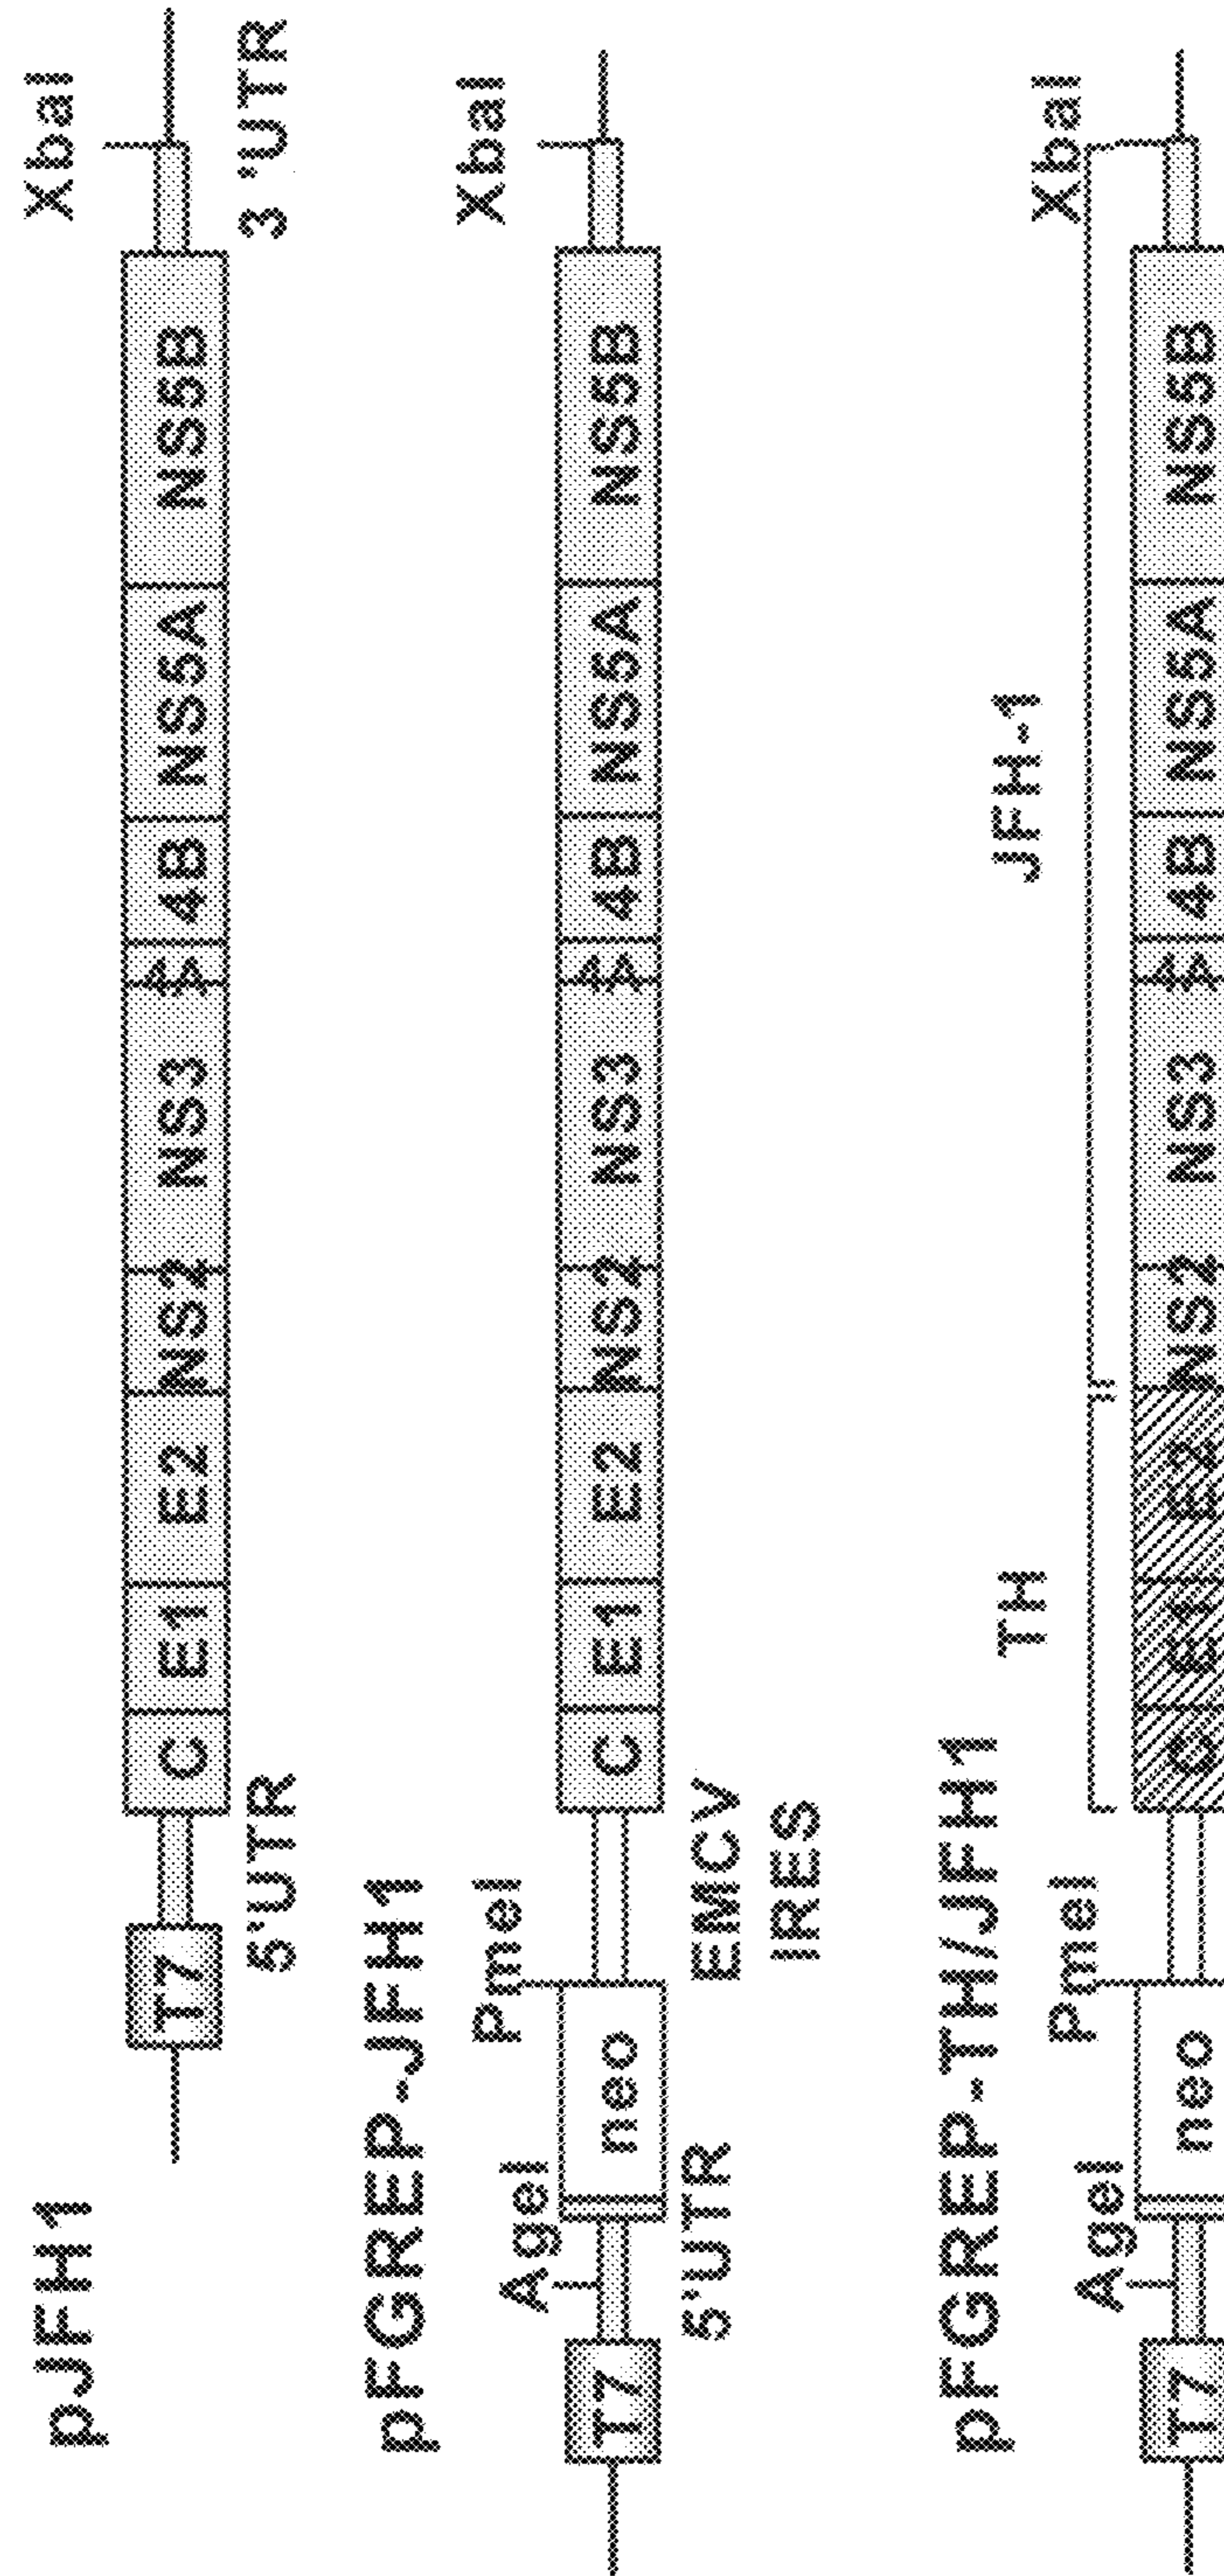 pJFH1
XbaI
T7 C E1 E2 NS2 NS3 4A 4B NS5A NS5B
5'UTR 3'UTR
pFGREP-JFH1
AgeI PmeI XbaI
T7 neo C E1 E2 NS2 NS3 4A 4B NS5A NS5B
5'UTR EMCV
IRES
pFGREP-TH/JFH1
TH JFH-1
AgeI PmeI XbaI
T7 neo C E1 E2 NS2 NS3 4A 4B NS5A NS5B